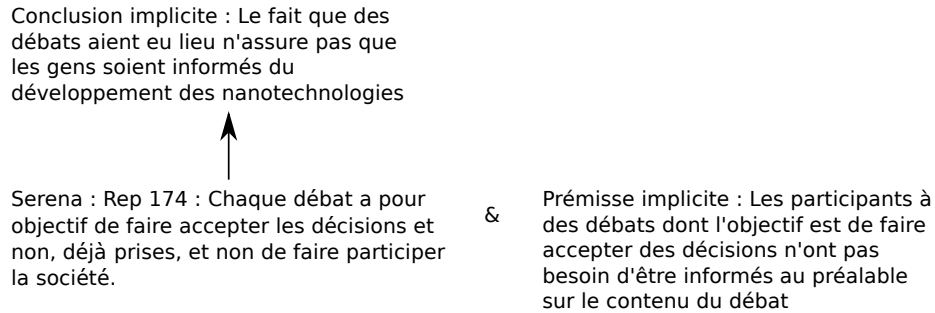 Conclusion implicite : Le fait que des
débats aient eu lieu n'assure pas que
les gens soient informés du
développement des nanotechnologies
Serena : Rep 174 : Chaque débat a pour
objectif de faire accepter les décisions et
non, déjà prises, et non de faire participer
la société.
&
Prémisse implicite : Les participants à
des débats dont l'objectif est de faire
accepter des décisions n'ont pas
besoin d'être informés au préalable
sur le contenu du débat